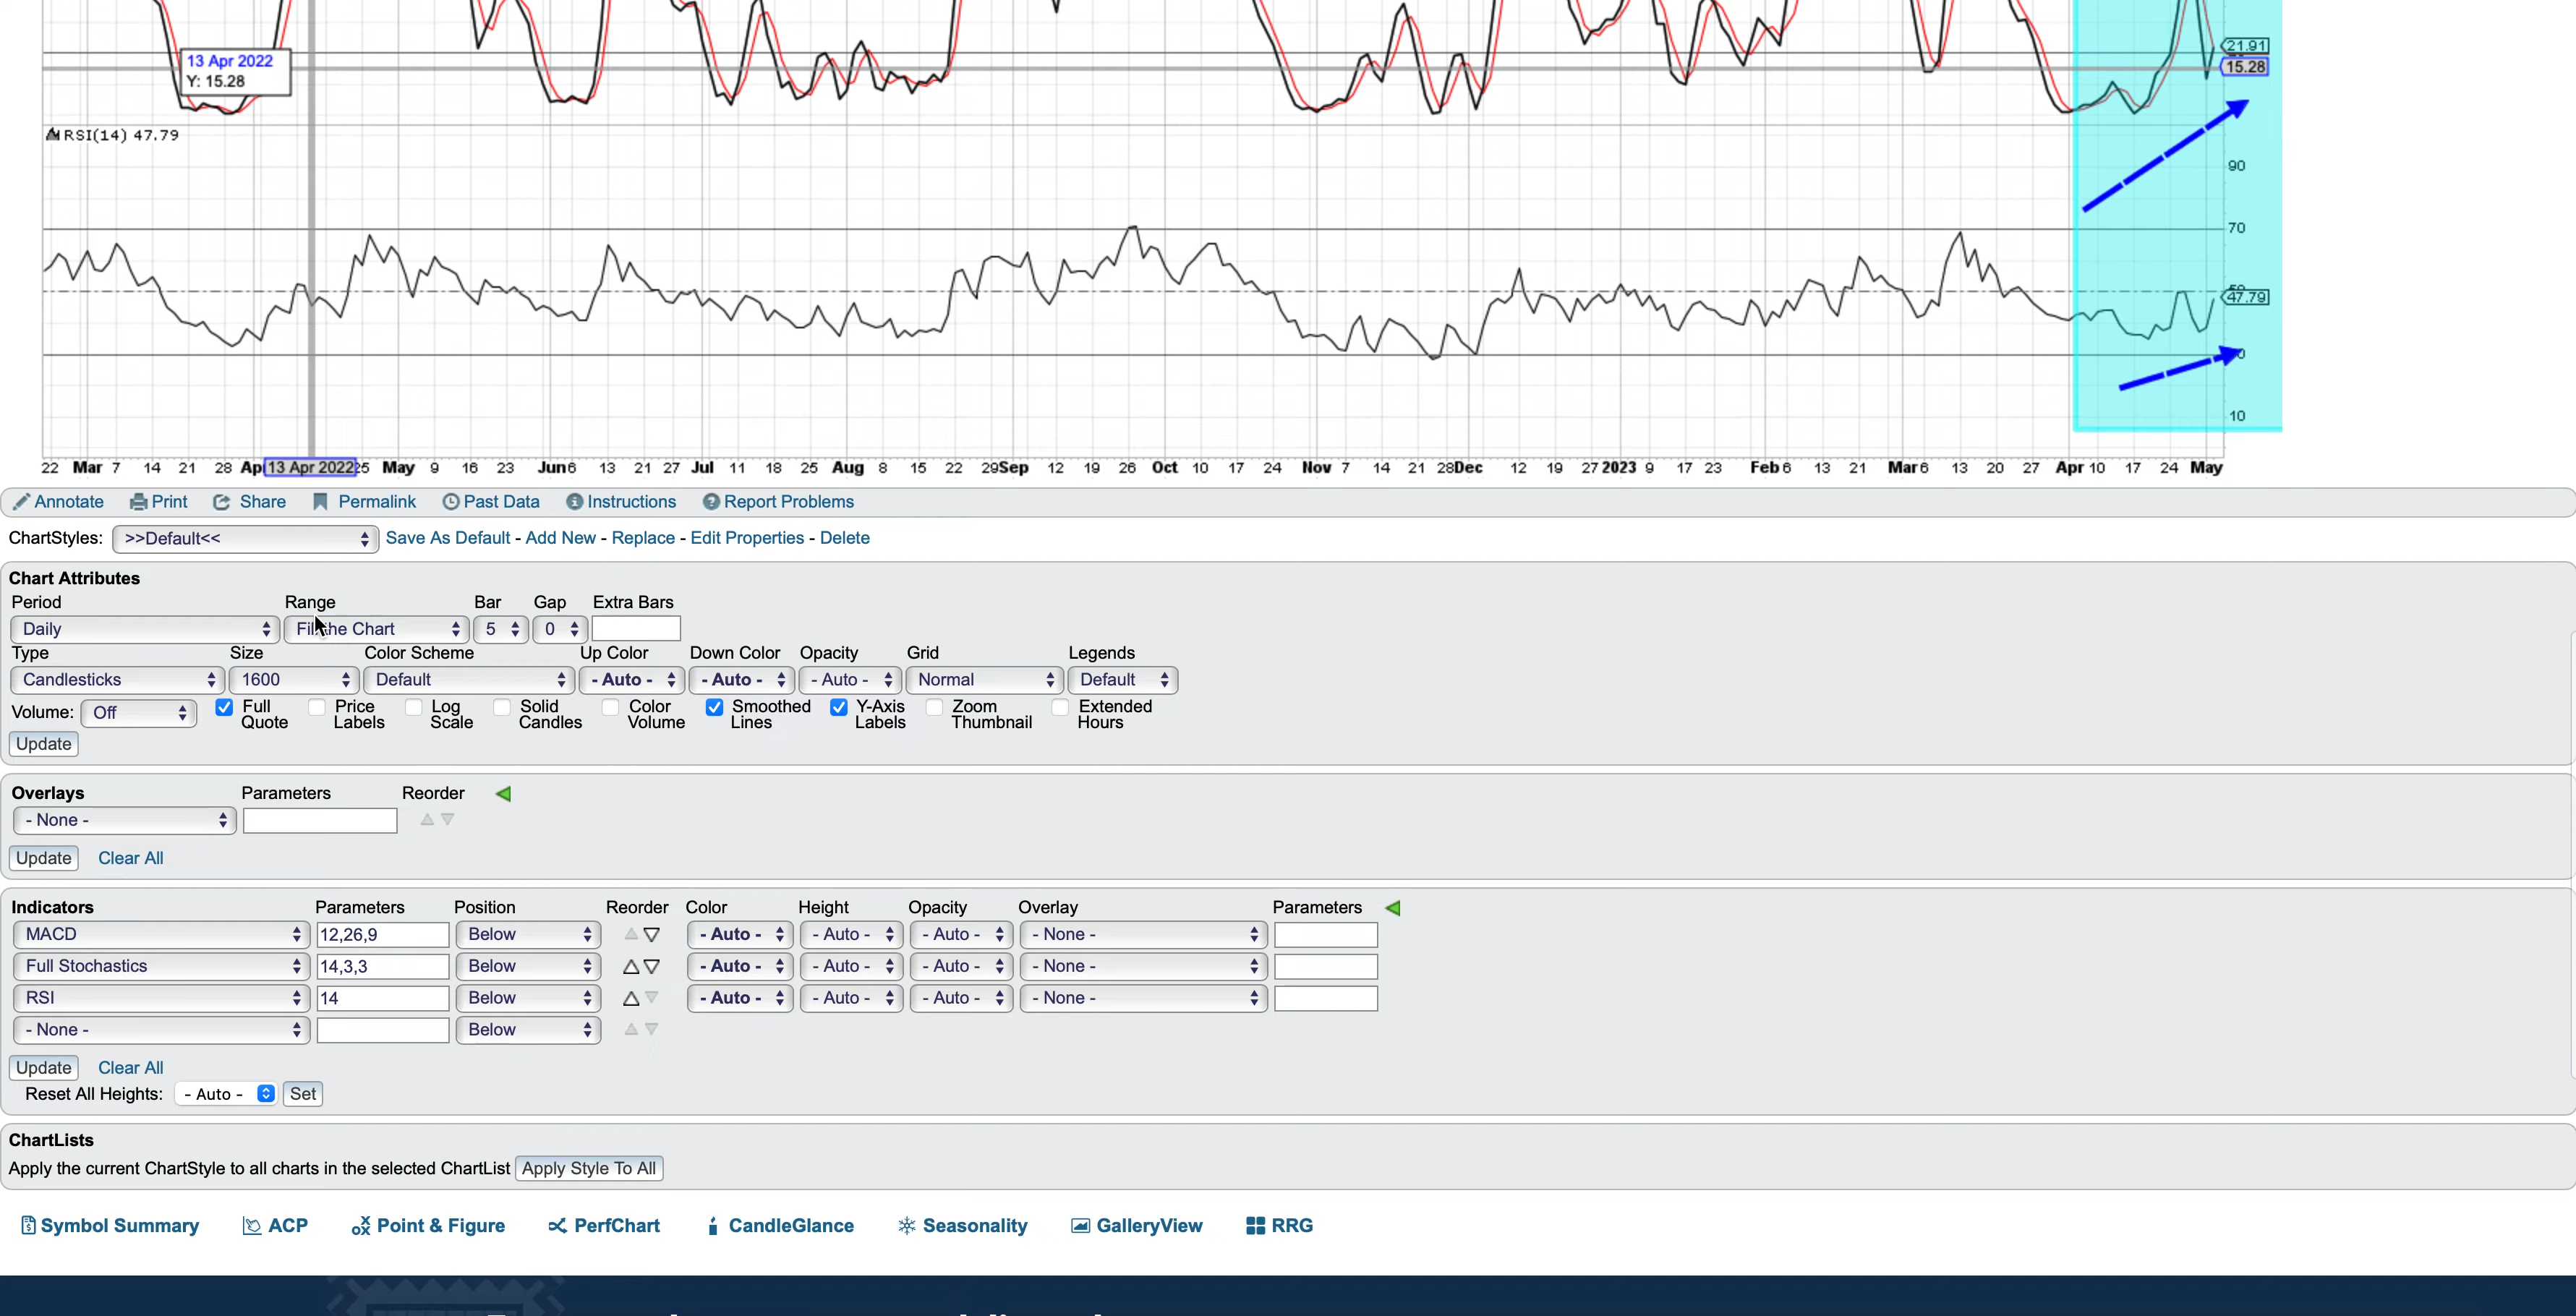 21.91
13 Apr 2022
Y: 15.28
15.28
RSI(14) 47.79
90
70
50
47.79
10
22 Mar 7 14 21 28 13 Apr 2022 25 May 9 16 23 Jun 6 13 21 27 Jul 11 18 25 Aug 8 15 22 29 Sep 12 19 26 Oct 10 17 24 Nov 7 14 21 28 Dec 12 19 27 2023 9 17 23 Feb 6 13 21 Mar 6 13 20 27 Apr 10 17 24 May
Annotate Print Share Permalink Past Data Instructions Report Problems
ChartStyles: >>Default<< Save As Default - Add New - Replace - Edit Properties - Delete
Chart Attributes
Period Range Bar Gap Extra Bars
Daily Fill the Chart 5 0
Type Size Color Scheme Up Color Down Color Opacity Grid Legends
Candlesticks 1600 Default - Auto - - Auto - - Auto - Normal Default
Volume: Off Full Quote Price Labels Log Scale Solid Candles Color Volume Smoothed Lines Y-Axis Labels Zoom Thumbnail Extended Hours
Update
Overlays Parameters Reorder
- None -
Update Clear All
Indicators Parameters Position Reorder Color Height Opacity Overlay Parameters
MACD 12,26,9 Below - Auto - - Auto - - Auto - - None -
Full Stochastics 14,3,3 Below - Auto - - Auto - - Auto - - None -
RSI 14 Below - Auto - - Auto - - Auto - - None -
- None - Below
Update Clear All
Reset All Heights: - Auto - Set
ChartLists
Apply the current ChartStyle to all charts in the selected ChartList Apply Style To All
Symbol Summary ACP Point & Figure PerfChart CandleGlance Seasonality GalleryView RRG